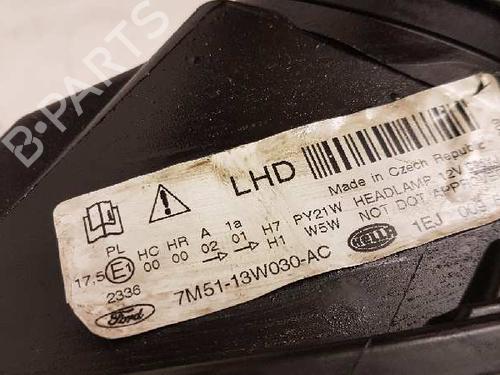 B-PARTS
LHD
Made in Czech Republic
HEADLAMP 12V
NOT DOT
PL
17,5 E1
2336
HC HR A 1a
00 00 02 01
H7
H1
PY21W
W5W
HELLA
1EJ
Ford
7M51-13W030-AC